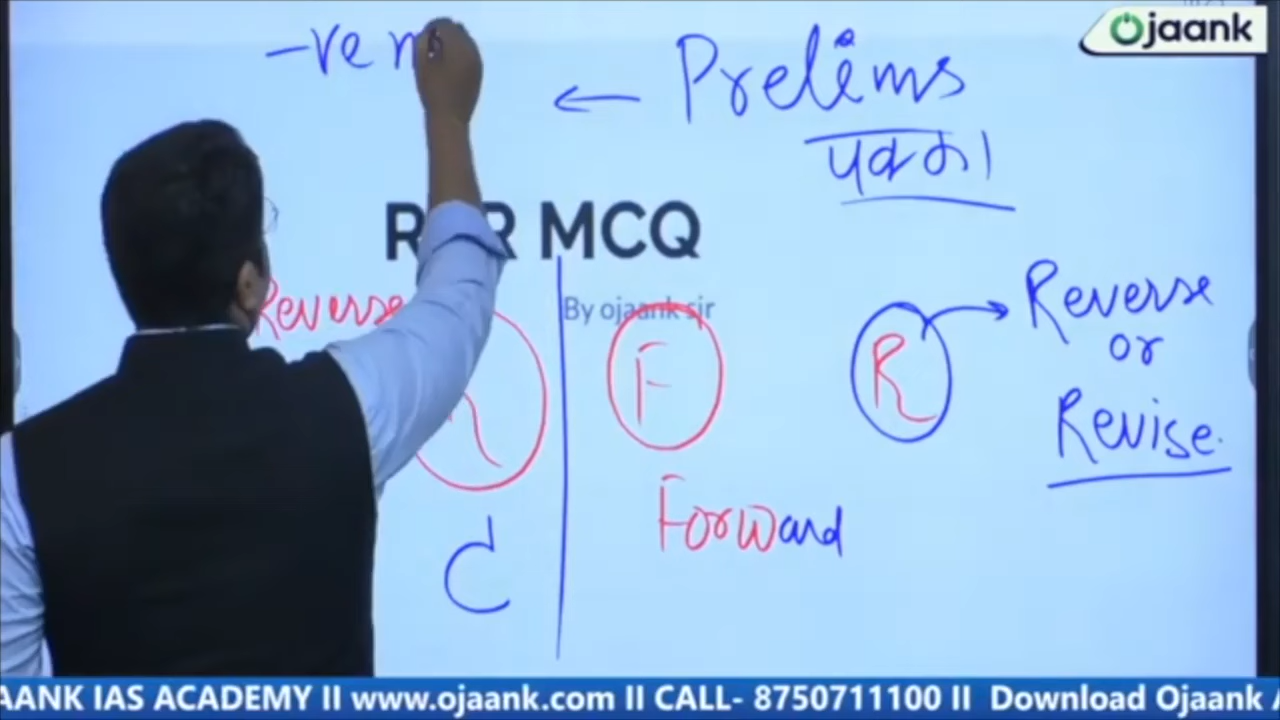 Ojaank
-ve
← Prelims
पक्का
MCQ
By ojaank sir
Reverse
F
R
Reverse
or
Revise.
Forward
C
AANK IAS ACADEMY II www.ojaank.com II CALL- 8750711100 II Download Ojaank